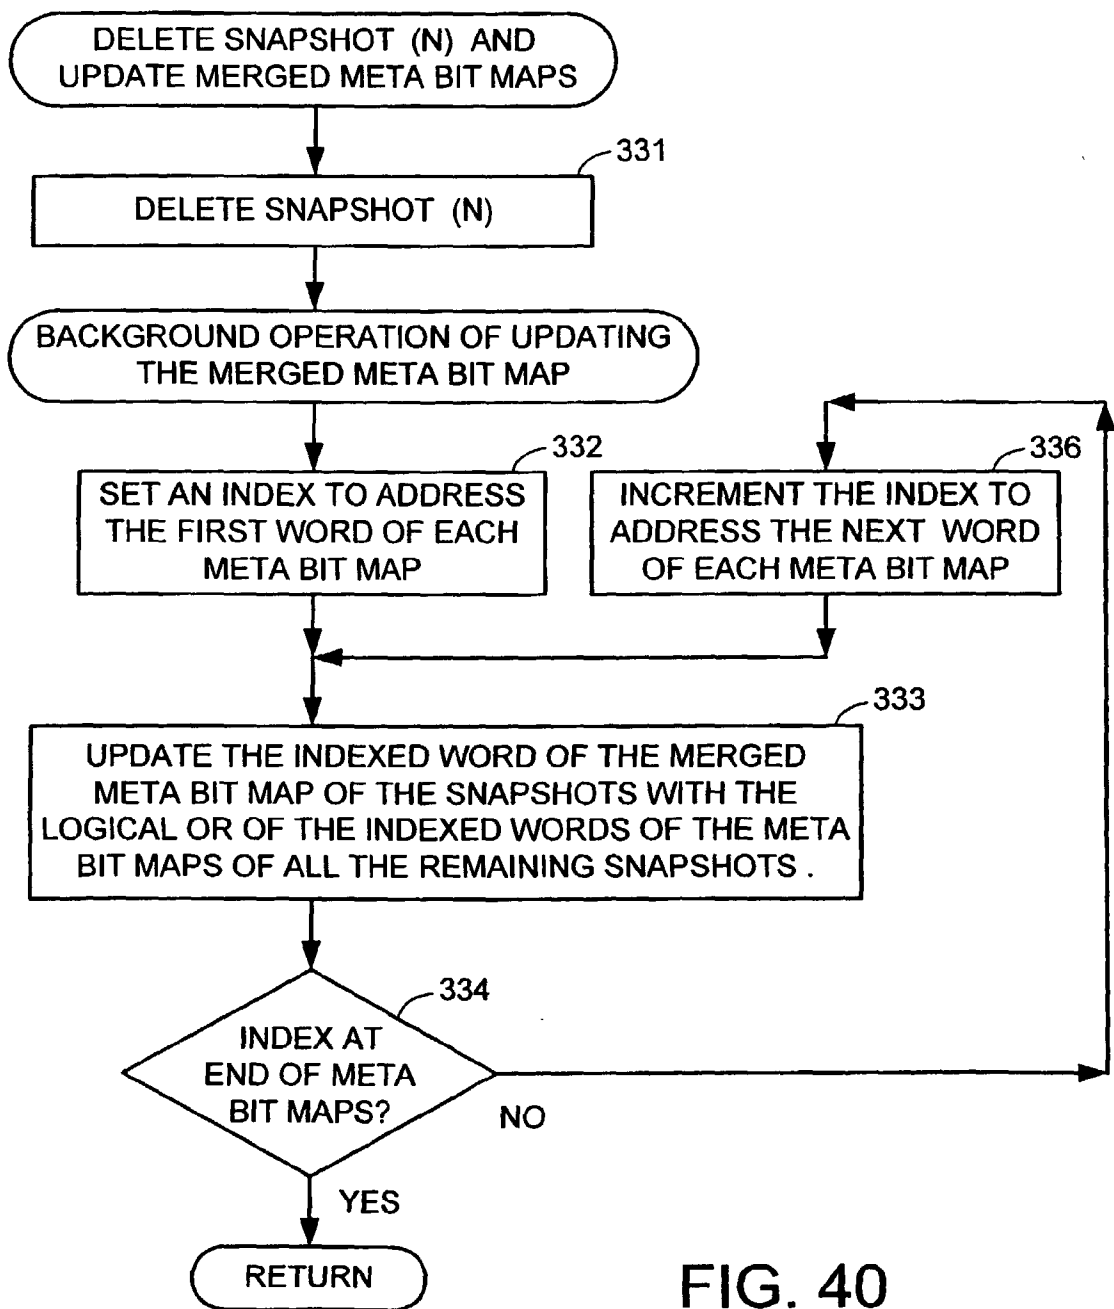 DELETE SNAPSHOT (N) AND
UPDATE MERGED META BIT MAPS
331
DELETE SNAPSHOT (N)
BACKGROUND OPERATION OF UPDATING
THE MERGED META BIT MAP
332
SET AN INDEX TO ADDRESS
THE FIRST WORD OF EACH
META BIT MAP
336
INCREMENT THE INDEX TO
ADDRESS THE NEXT WORD
OF EACH META BIT MAP
333
UPDATE THE INDEXED WORD OF THE MERGED
META BIT MAP OF THE SNAPSHOTS WITH THE
LOGICAL OR OF THE INDEXED WORDS OF THE META
BIT MAPS OF ALL THE REMAINING SNAPSHOTS .
334
INDEX AT
END OF META
BIT MAPS?
NO
YES
RETURN
FIG. 40